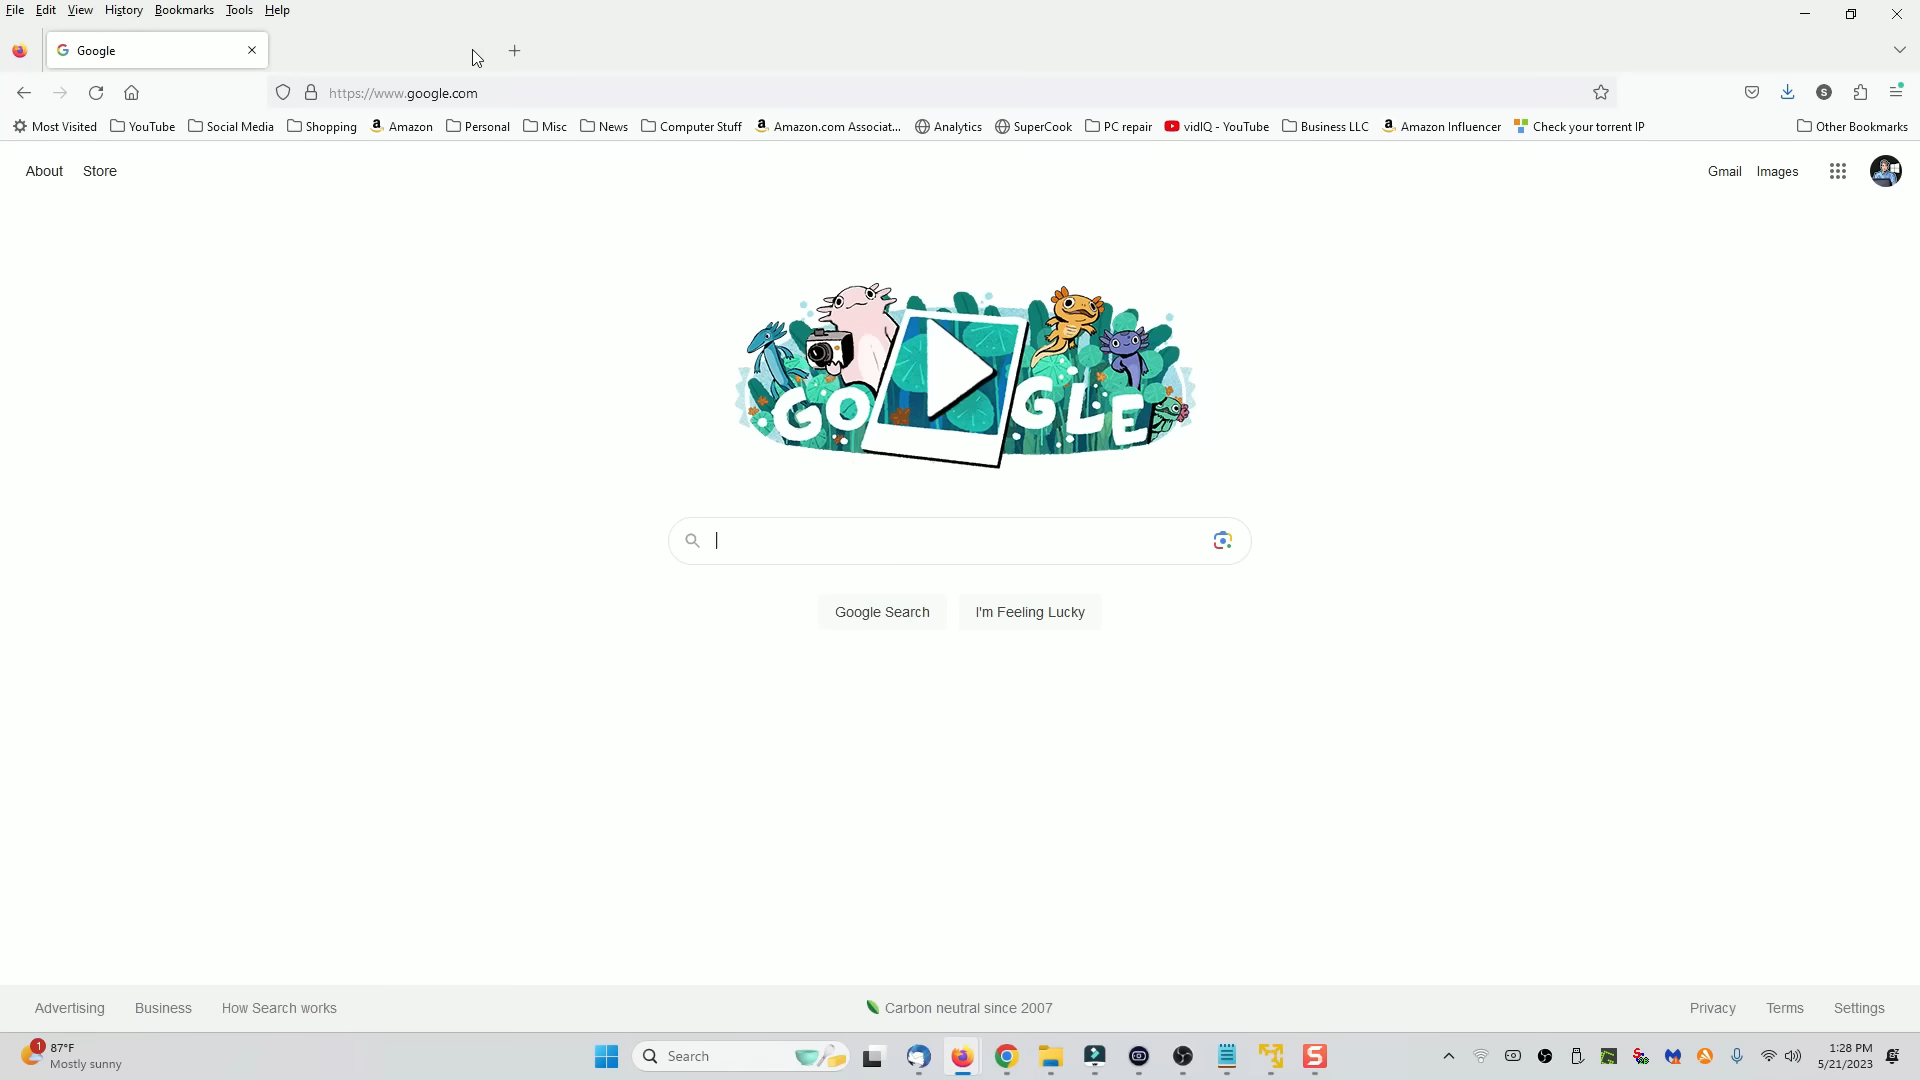 File Edit View History Bookmarks Tools Help
Google
https://www.google.com
Most Visited YouTube Social Media Shopping Amazon Personal Misc News Computer Stuff Amazon.com Associat... Analytics SuperCook PC repair vidIQ - YouTube Business LLC Amazon Influencer Check your torrent IP Other Bookmarks
About Store Gmail Images
GO GLE
Google Search I'm Feeling Lucky
Advertising Business How Search works Carbon neutral since 2007 Privacy Terms Settings
1 87°F Search 1:28 PM
Mostly sunny 5/21/2023